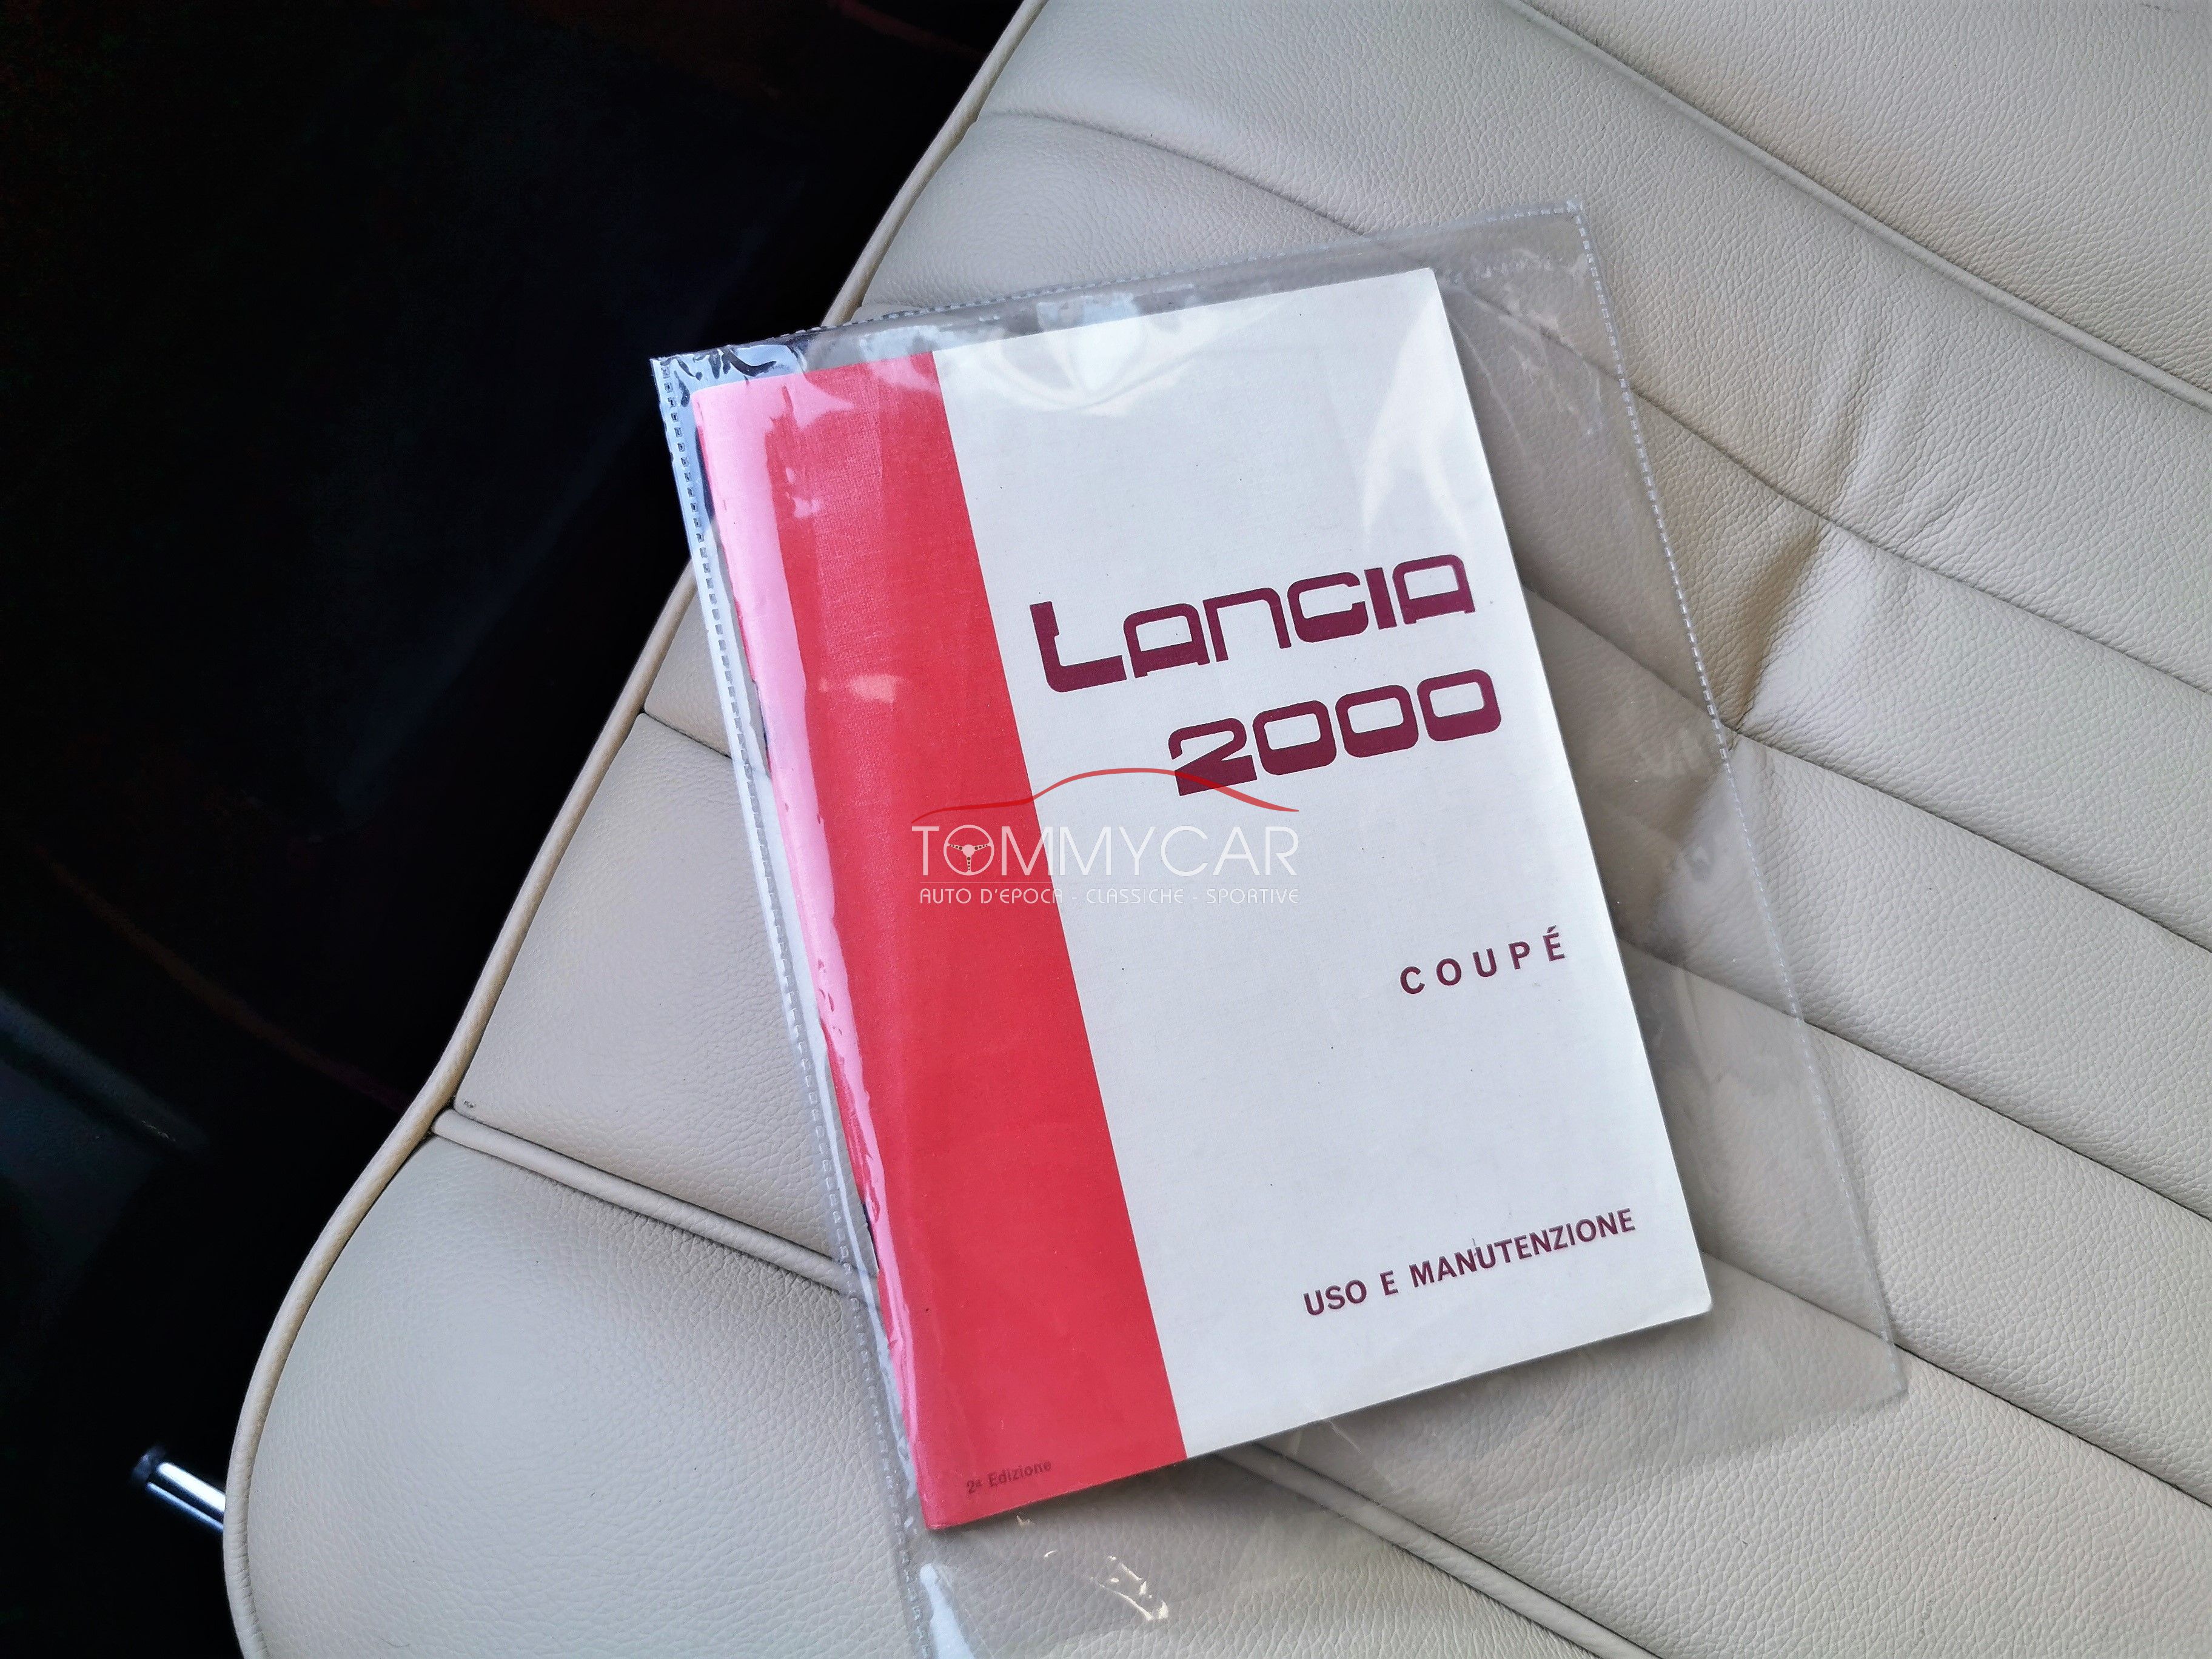 LANCIA
2000
TOMMYCAR
AUTO D'EPOCA - CLASSICHE - SPORTIVE
COUPÉ
USO E MANUTENZIONE
2ª Edizione